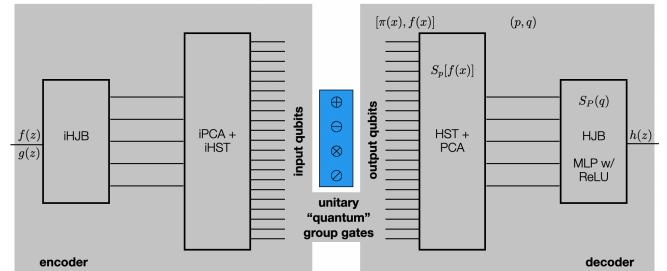 [π(x), f(x)]
(p, q)
f(z)
g(z)
iHJB
iPCA +
iHST
input qubits
⊕
⊖
⊗
⊘
unitary
“quantum”
group gates
output qubits
S_p[f(x)]
HST +
PCA
S_P(q)
HJB
MLP w/
ReLU
h(z)
encoder
decoder